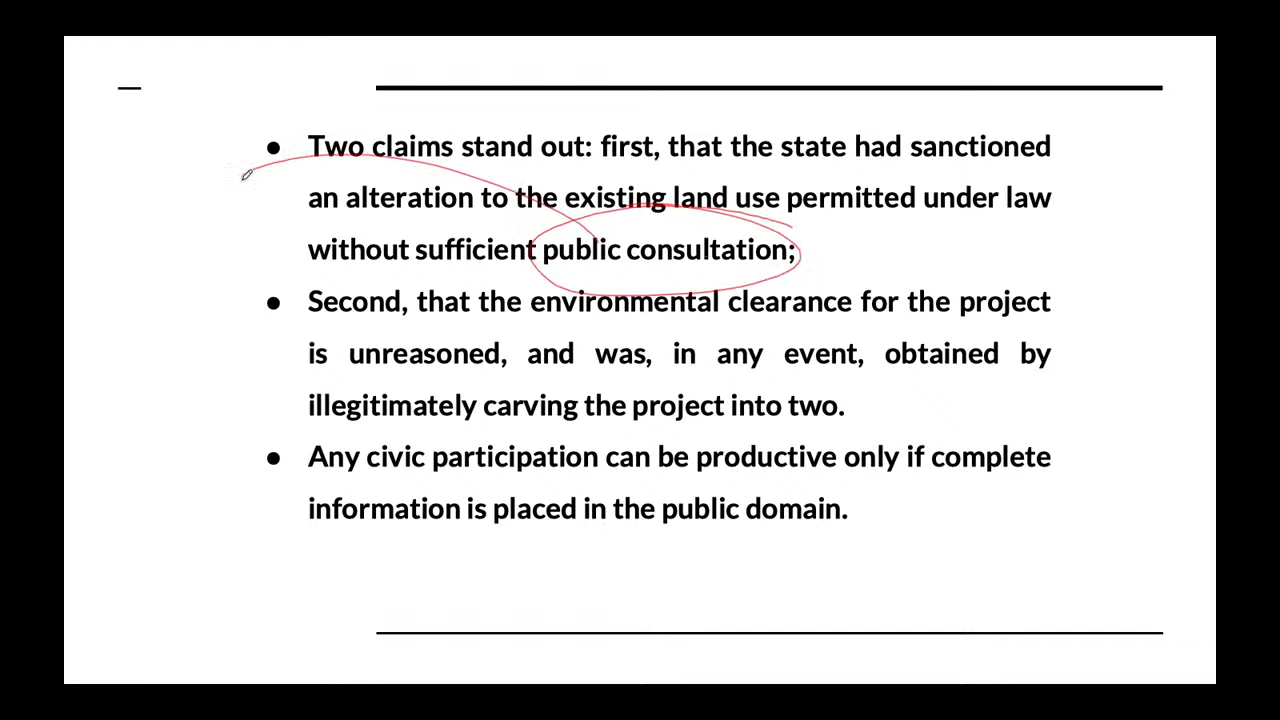 ● Two claims stand out: first, that the state had sanctioned
an alteration to the existing land use permitted under law
without sufficient public consultation;
● Second, that the environmental clearance for the project
is unreasoned, and was, in any event, obtained by
illegitimately carving the project into two.
● Any civic participation can be productive only if complete
information is placed in the public domain.